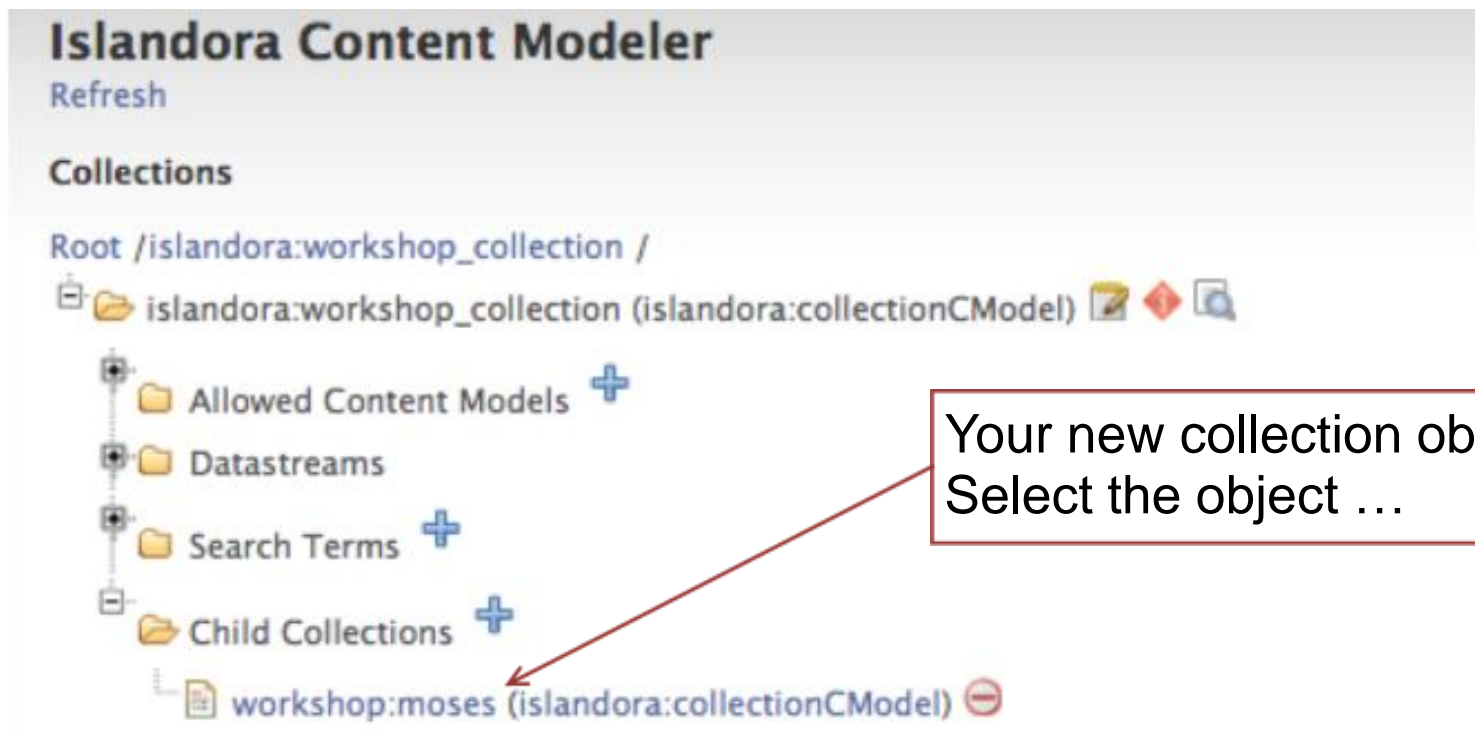 Islandora Content Modeler
Refresh
Collections
Root /islandora:workshop_collection /
islandora:workshop_collection (islandora:collectionCModel)
Allowed Content Models
Datastreams
Search Terms
Child Collections
workshop:moses (islandora:collectionCModel)
Your new collection ob
Select the object …